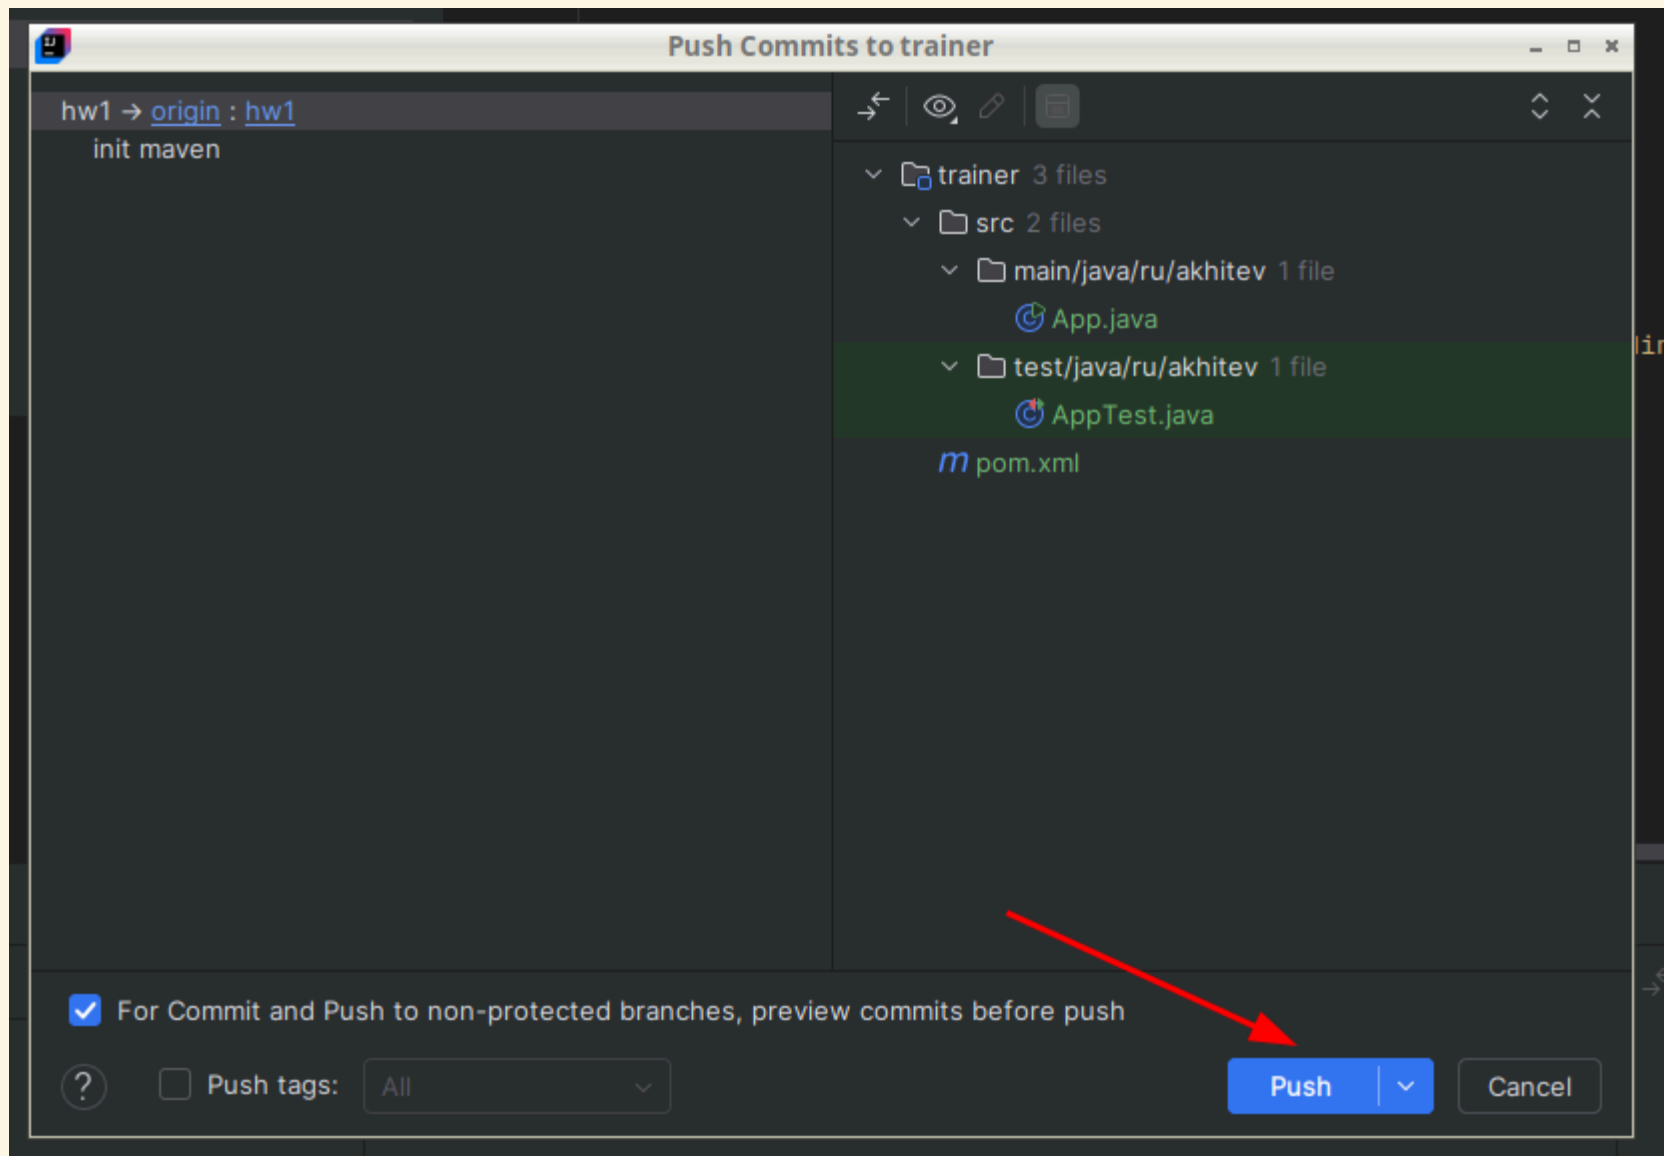 Push Commits to trainer
hw1 → origin : hw1
init maven
trainer 3 files
src 2 files
main/java/ru/akhitev 1 file
App.java
test/java/ru/akhitev 1 file
AppTest.java
pom.xml
For Commit and Push to non-protected branches, preview commits before push
? Push tags: All
Push
Cancel